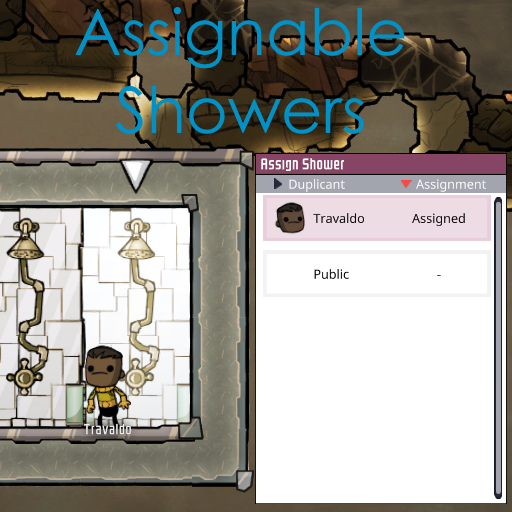 Assignable
Showers
Assign Shower
Duplicant Assignment
Travaldo Assigned
Public -
Travaldo